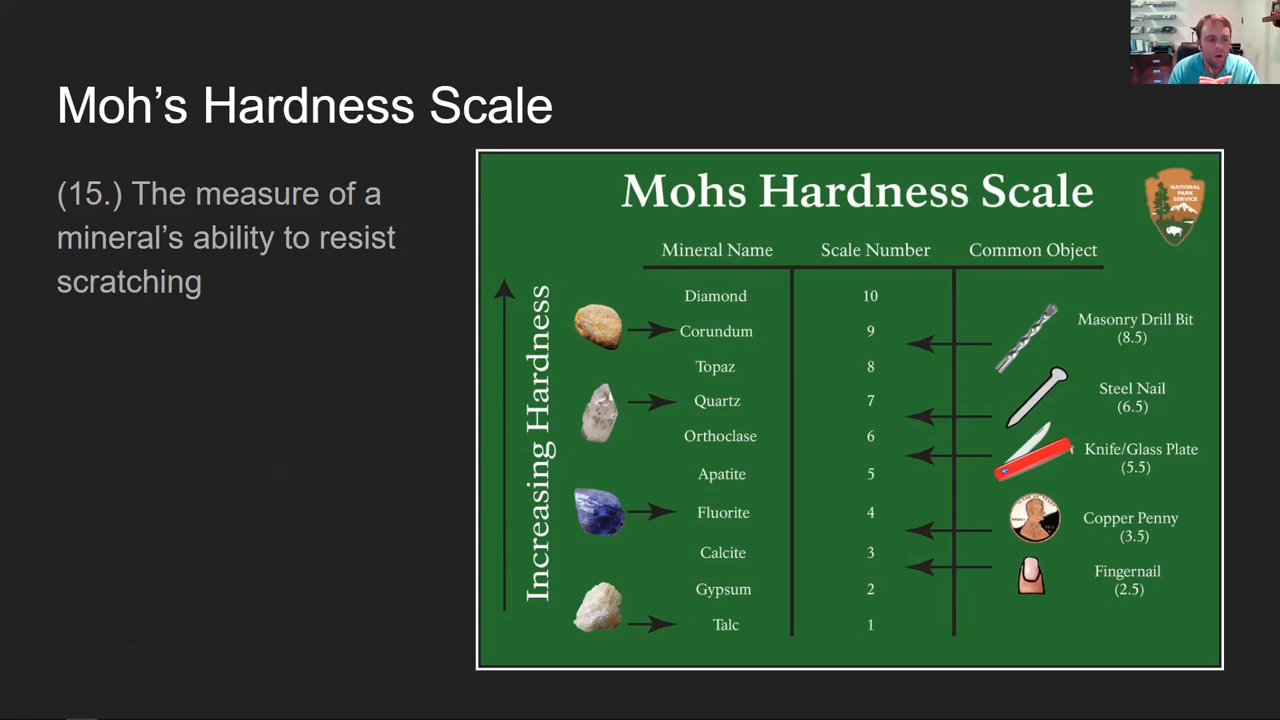 Moh's Hardness Scale
(15.) The measure of a
mineral's ability to resist
scratching
Mohs Hardness Scale
NATIONAL
PARK
SERVICE
Mineral Name Scale Number Common Object
Increasing Hardness
Diamond 10
Corundum 9
Topaz 8
Quartz 7
Orthoclase 6
Apatite 5
Fluorite 4
Calcite 3
Gypsum 2
Talc 1
Masonry Drill Bit
(8.5)
Steel Nail
(6.5)
Knife/Glass Plate
(5.5)
Copper Penny
(3.5)
Fingernail
(2.5)